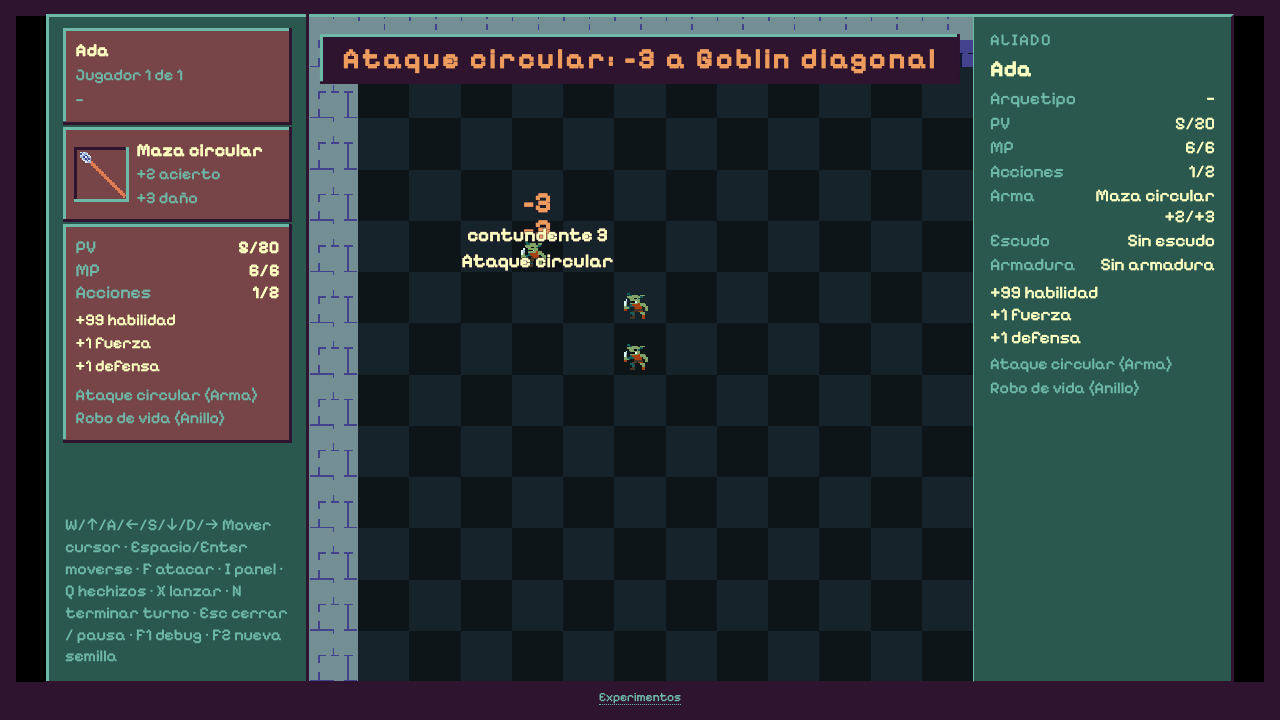 Ada
Jugador 1 de 1
–
Maza circular
+2 acierto
+3 daño
PV 8/20
MP 6/6
Acciones 1/2
+99 habilidad
+1 fuerza
+1 defensa
Ataque circular (Arma)
Robo de vida (Anillo)
W/↑/A/←/S/↓/D/→ Mover
cursor · Espacio/Enter
moverse · F atacar · I panel ·
Q hechizos · X lanzar · N
terminar turno · Esc cerrar
/ pausa · F1 debug · F2 nueva
semilla
Ataque circular: -3 a Goblin diagonal
-3
-3
contundente 3
Ataque circular
ALIADO
Ada
Arquetipo –
PV 8/20
MP 6/6
Acciones 1/2
Arma Maza circular
+2/+3
Escudo Sin escudo
Armadura Sin armadura
+99 habilidad
+1 fuerza
+1 defensa
Ataque circular (Arma)
Robo de vida (Anillo)
Experimentos